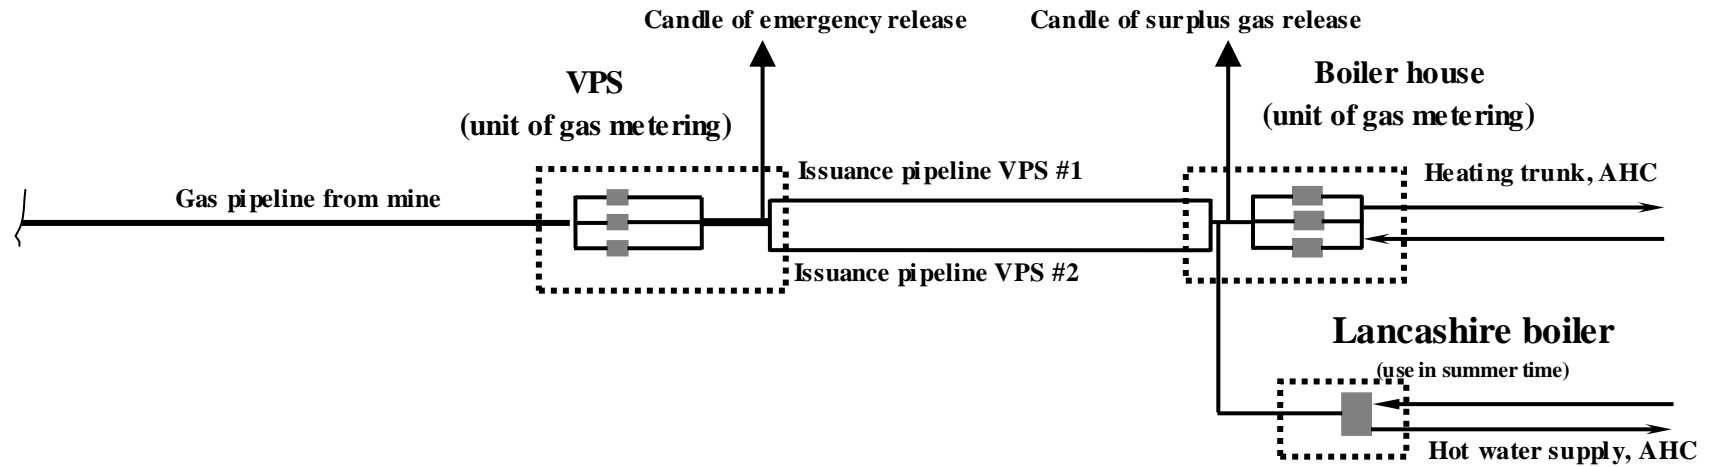 Candle of emergency release
Candle of surplus gas release
VPS
(unit of gas metering)
Boiler house
(unit of gas metering)
Issuance pipeline VPS #1
Heating trunk, AHC
Gas pipeline from mine
Issuance pipeline VPS #2
Lancashire boiler
(use in summer time)
Hot water supply, AHC